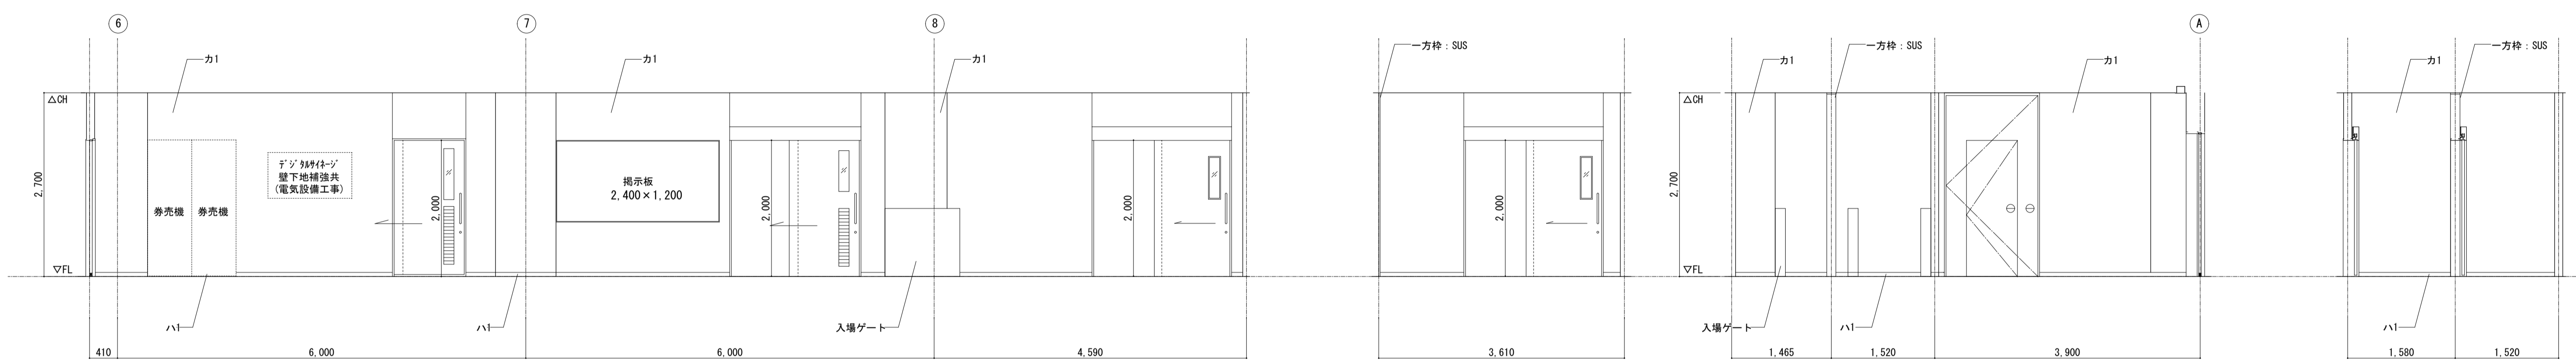 6
7
8
A
カ1
カ1
カ1
一方枠：SUS
カ1
一方枠：SUS
カ1
カ1
一方枠：SUS
△CH
△CH
デジタルサイネージ
壁下地補強共
(電気設備工事)
掲示板
2,400×1,200
2,700
券売機
券売機
2,000
2,000
2,000
2,000
2,700
▽FL
▽FL
ハ1
ハ1
入場ゲート
入場ゲート
ハ1
ハ1
410
6,000
6,000
4,590
3,610
1,465
1,520
3,900
1,580
1,520